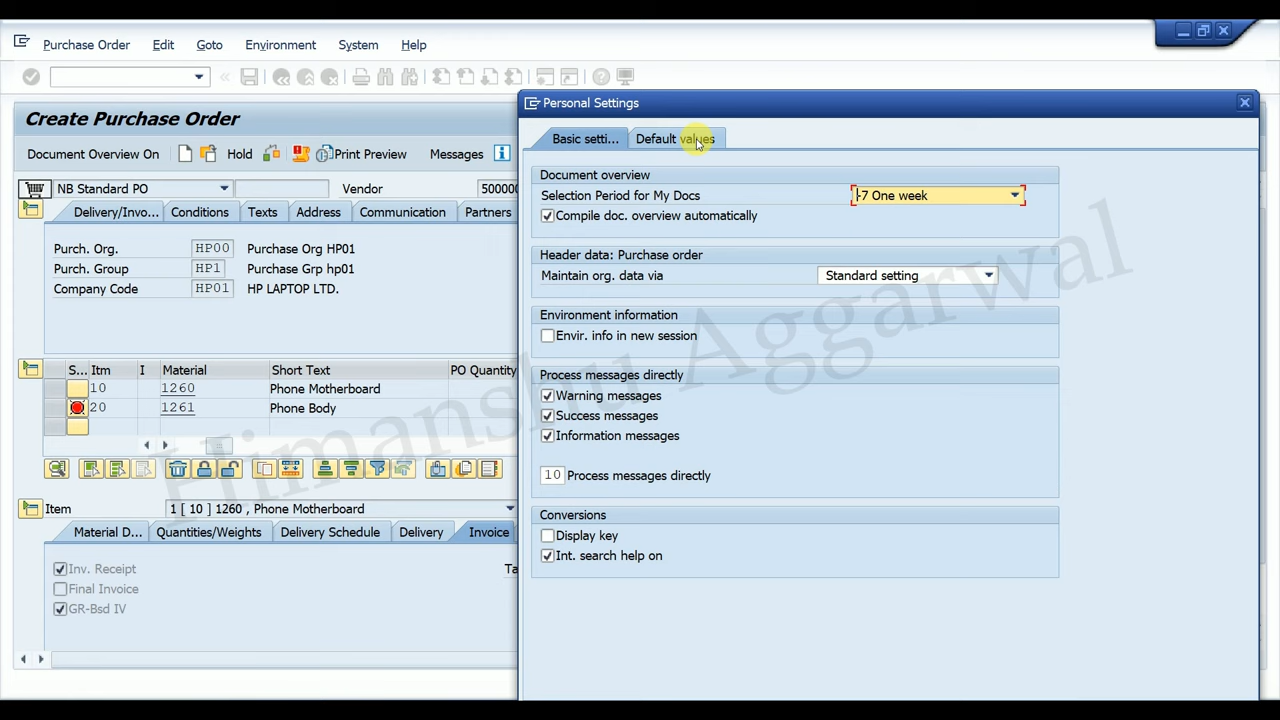 Purchase Order Edit Goto Environment System Help
Personal Settings
Create Purchase Order
Document Overview On Hold Print Preview Messages
NB Standard PO Vendor 500000
Delivery/Invo... Conditions Texts Address Communication Partners
Purch. Org. HP00 Purchase Org HP01
Purch. Group HP1 Purchase Grp hp01
Company Code HP01 HP LAPTOP LTD.
S... Itm I Material Short Text PO Quantity
10 1260 Phone Motherboard
20 1261 Phone Body
Item 1 [ 10 ] 1260 , Phone Motherboard
Material D... Quantities/Weights Delivery Schedule Delivery Invoice
Inv. Receipt Ta
Final Invoice
GR-Bsd IV
Basic setti... Default values
Document overview
Selection Period for My Docs -7 One week
Compile doc. overview automatically
Header data: Purchase order
Maintain org. data via Standard setting
Environment information
Envir. info in new session
Process messages directly
Warning messages
Success messages
Information messages
10 Process messages directly
Conversions
Display key
Int. search help on
Himanshu Aggarwal